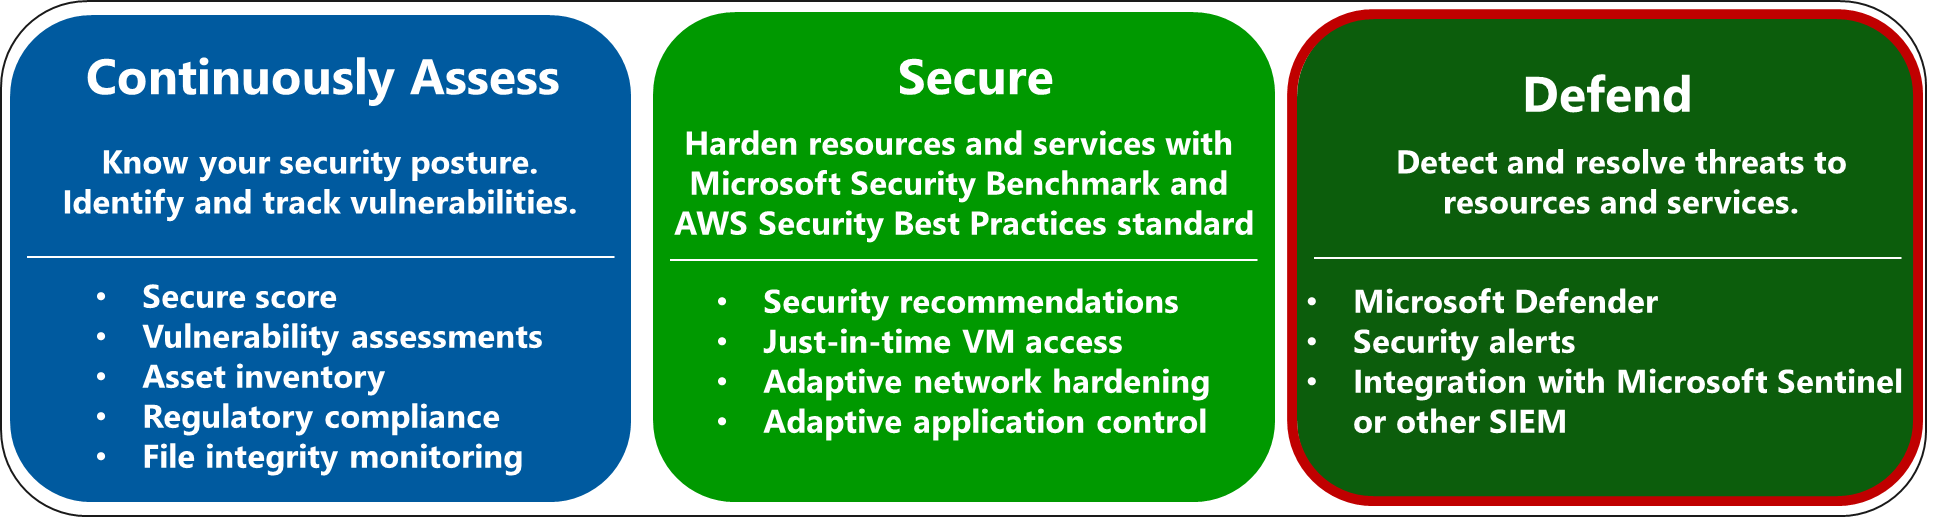 Continuously Assess
Know your security posture.
Identify and track vulnerabilities.
• Secure score
• Vulnerability assessments
• Asset inventory
• Regulatory compliance
• File integrity monitoring
Secure
Harden resources and services with
Microsoft Security Benchmark and
AWS Security Best Practices standard
• Security recommendations
• Just-in-time VM access
• Adaptive network hardening
• Adaptive application control
Defend
Detect and resolve threats to
resources and services.
• Microsoft Defender
• Security alerts
• Integration with Microsoft Sentinel
or other SIEM